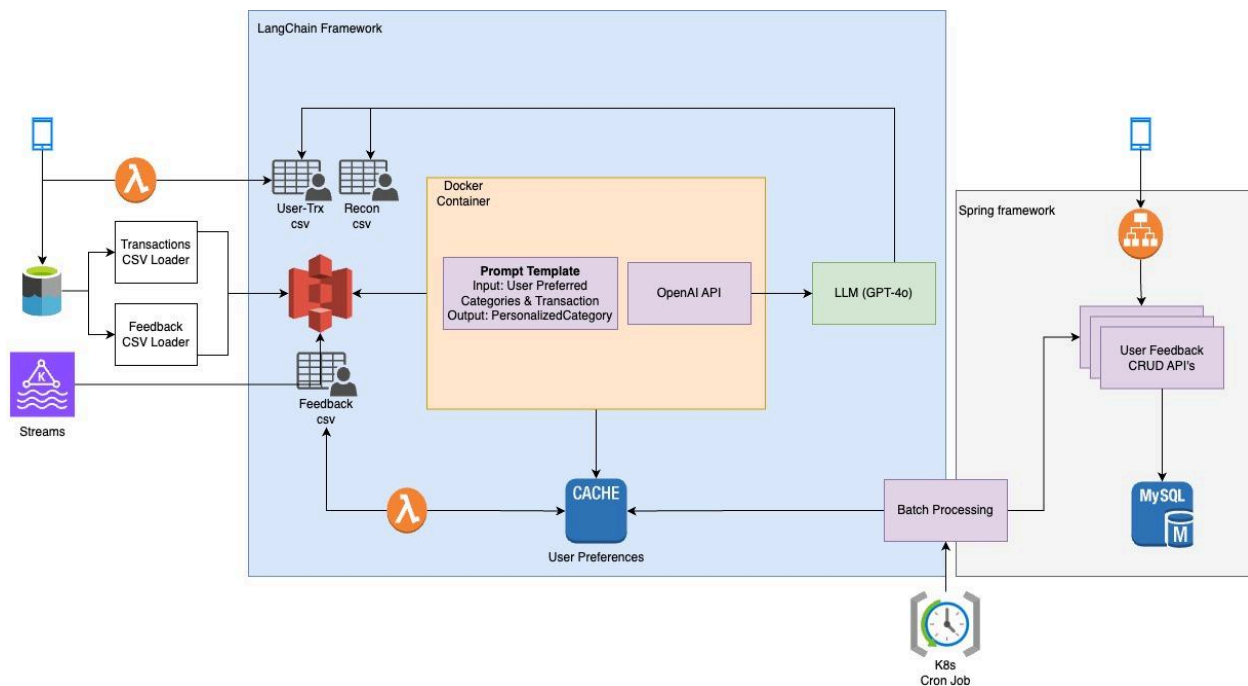 LangChain Framework
User-Trx
csv
Recon
csv
Docker
Container
Spring framework
Transactions
CSV Loader
Prompt Template
Input: User Preferred
Categories & Transaction
Output: PersonalizedCategory
OpenAI API
LLM (GPT-4o)
Feedback
CSV Loader
User Feedback
CRUD API's
K
Streams
Feedback
csv
λ
λ
CACHE
User Preferences
Batch Processing
MySQL
M
K8s
Cron Job